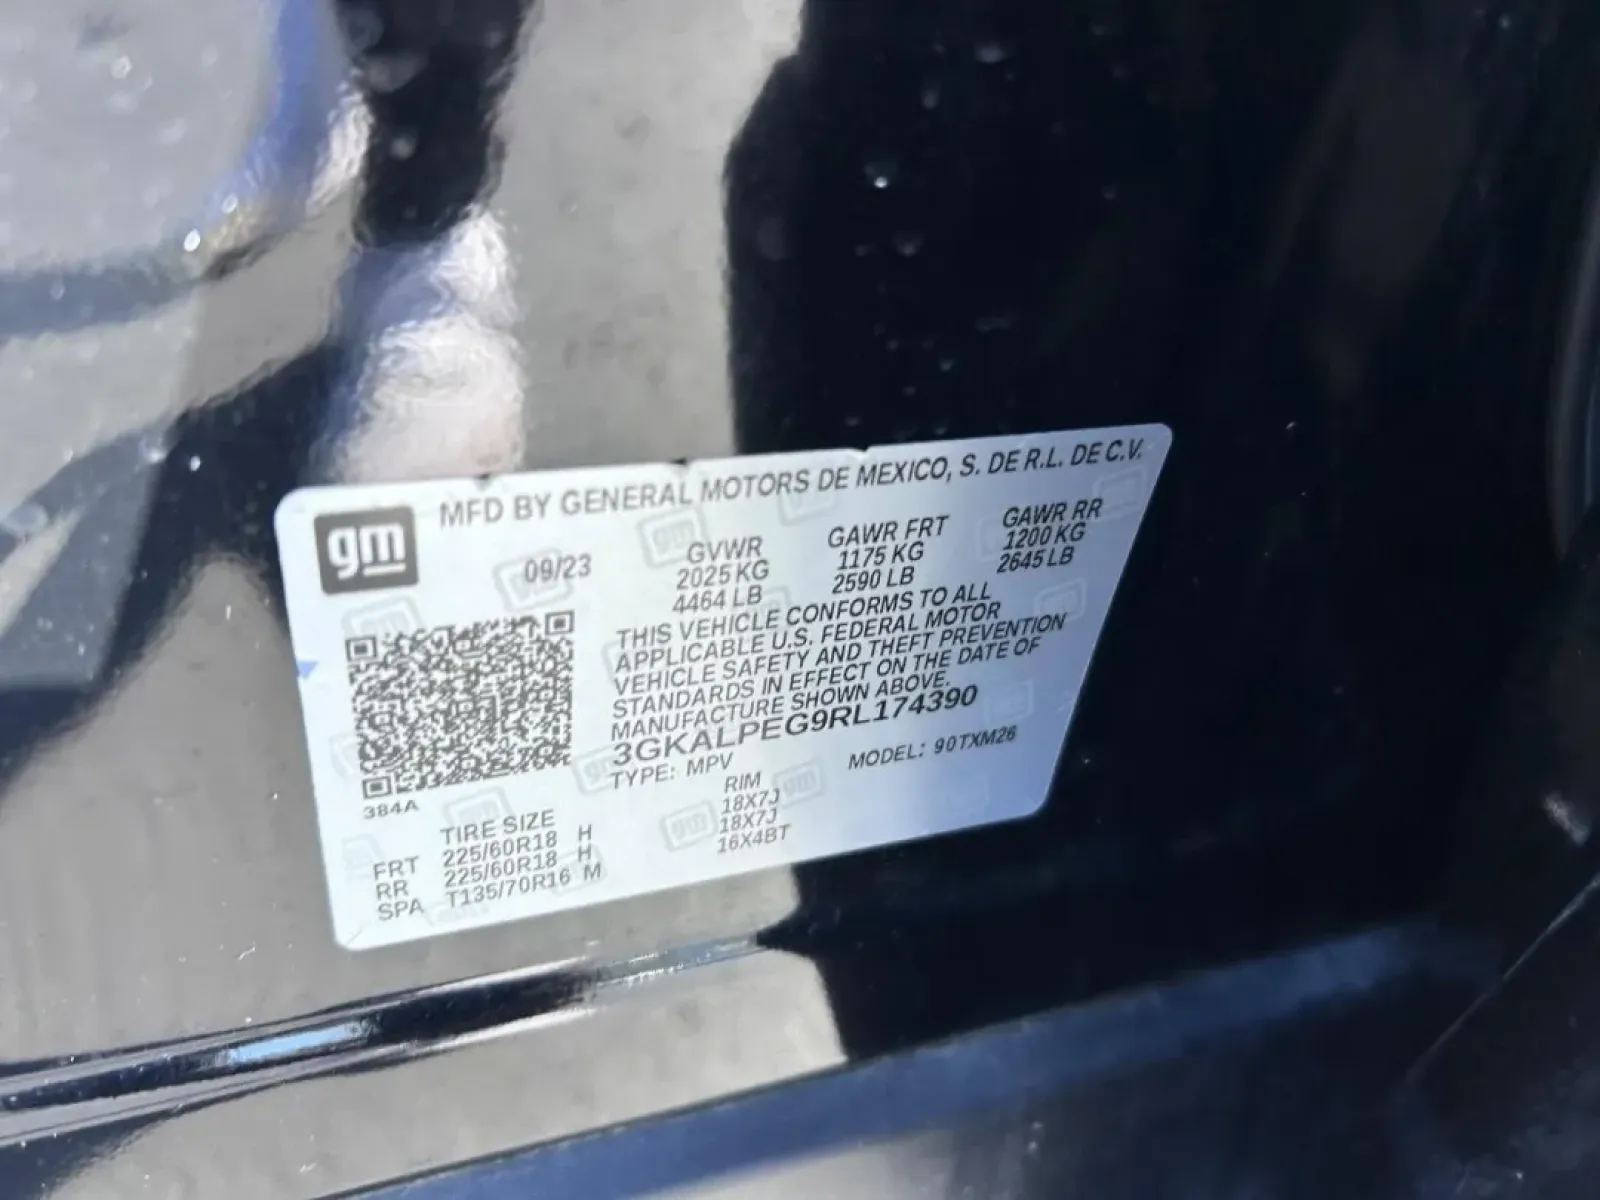 gm
MFD BY GENERAL MOTORS DE MEXICO, S. DE R.L. DE C.V.
09/23
GVWR
2025 KG
4464 LB
GAWR FRT
1175 KG
2590 LB
GAWR RR
1200 KG
2645 LB
THIS VEHICLE CONFORMS TO ALL
APPLICABLE U.S. FEDERAL MOTOR
VEHICLE SAFETY AND THEFT PREVENTION
STANDARDS IN EFFECT ON THE DATE OF
MANUFACTURE SHOWN ABOVE.
3GKALPEG9RL174390
TYPE: MPV
MODEL: 90TXM26
384A
TIRE SIZE
RIM
FRT 225/60R18 H 18X7J
RR 225/60R18 H 18X7J
SPA T135/70R16 M 16X4BT